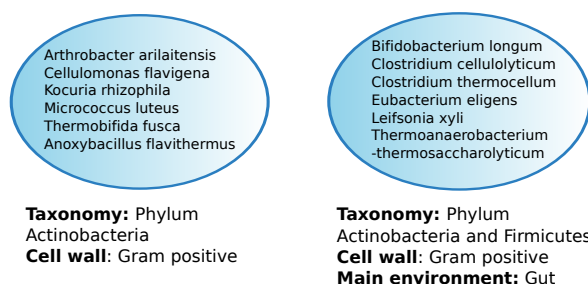 Arthrobacter arilaitensis
Cellulomonas flavigena
Kocuria rhizophila
Micrococcus luteus
Thermobifida fusca
Anoxybacillus flavithermus
Taxonomy: Phylum
Actinobacteria
Cell wall: Gram positive
Bifidobacterium longum
Clostridium cellulolyticum
Clostridium thermocellum
Eubacterium eligens
Leifsonia xyli
Thermoanaerobacterium
-thermosaccharolyticum
Taxonomy: Phylum
Actinobacteria and Firmicutes
Cell wall: Gram positive
Main environment: Gut